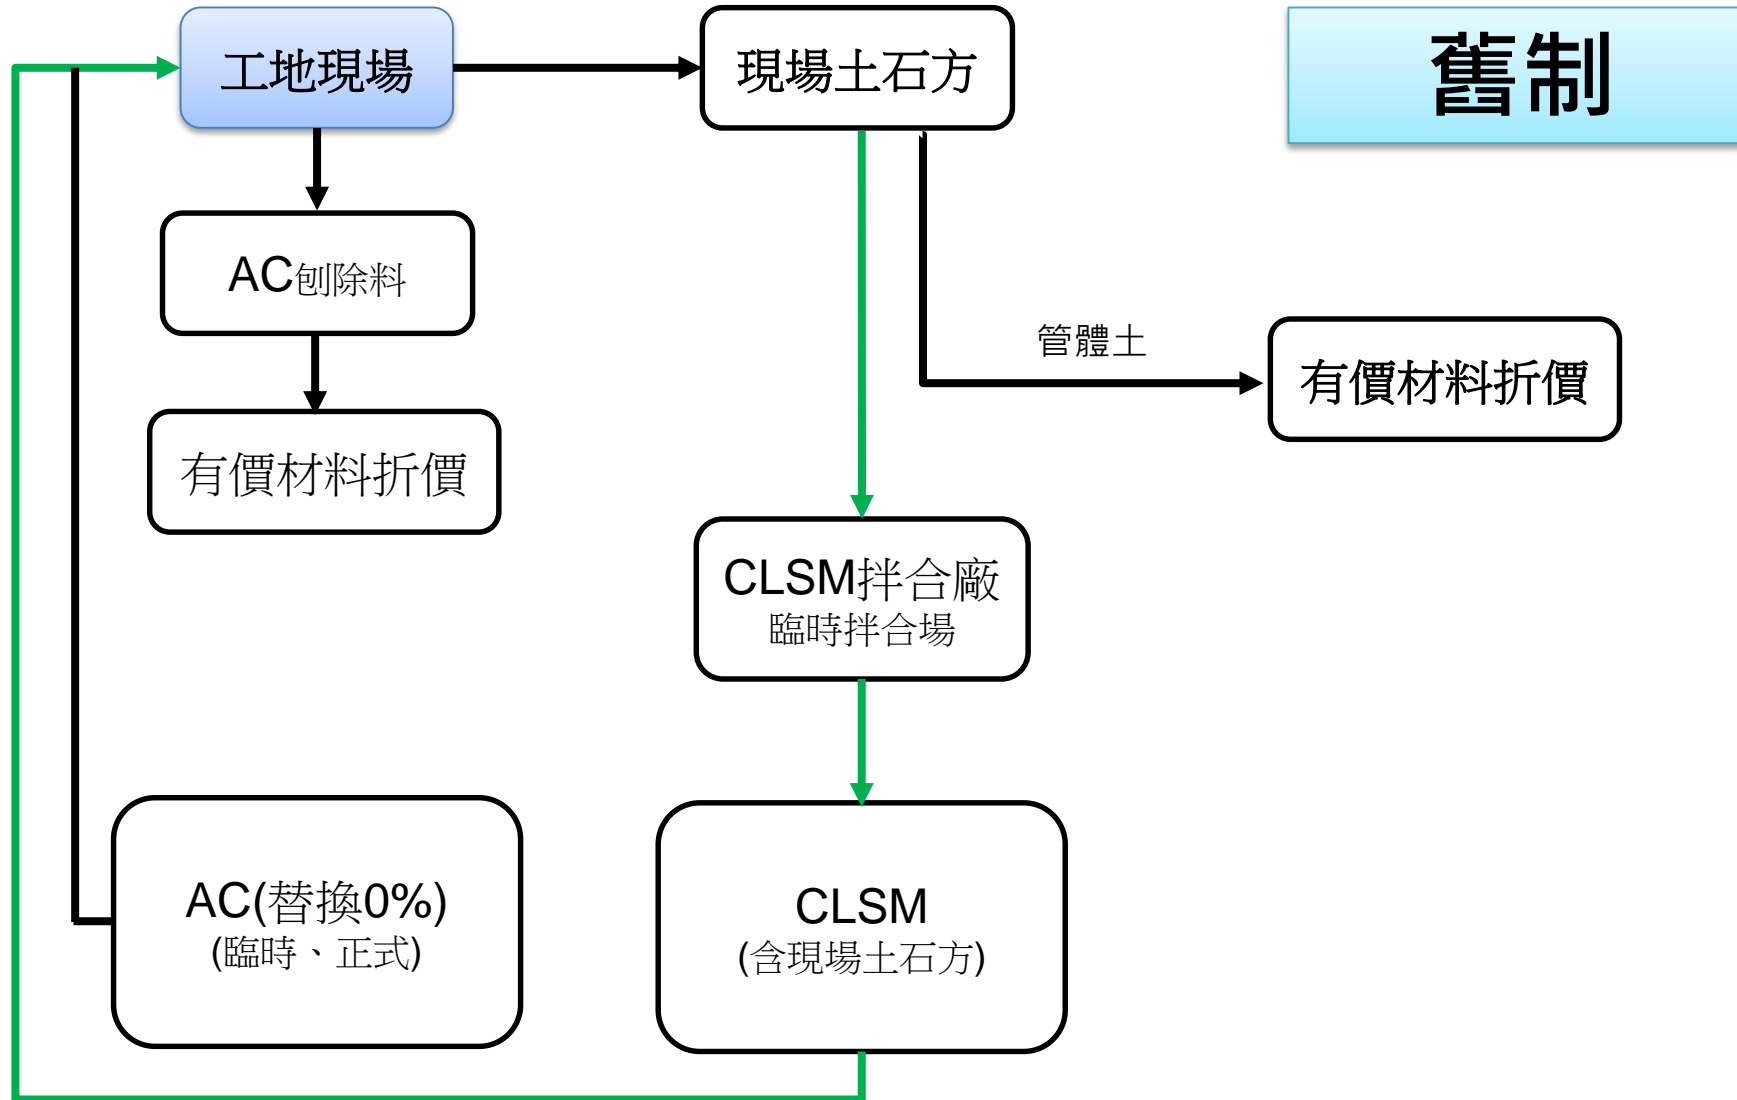 工地現場
現場土石方
舊制
AC刨除料
管體土
有價材料折價
有價材料折價
CLSM拌合廠
臨時拌合場
AC(替換0%)
(臨時、正式)
CLSM
(含現場土石方)